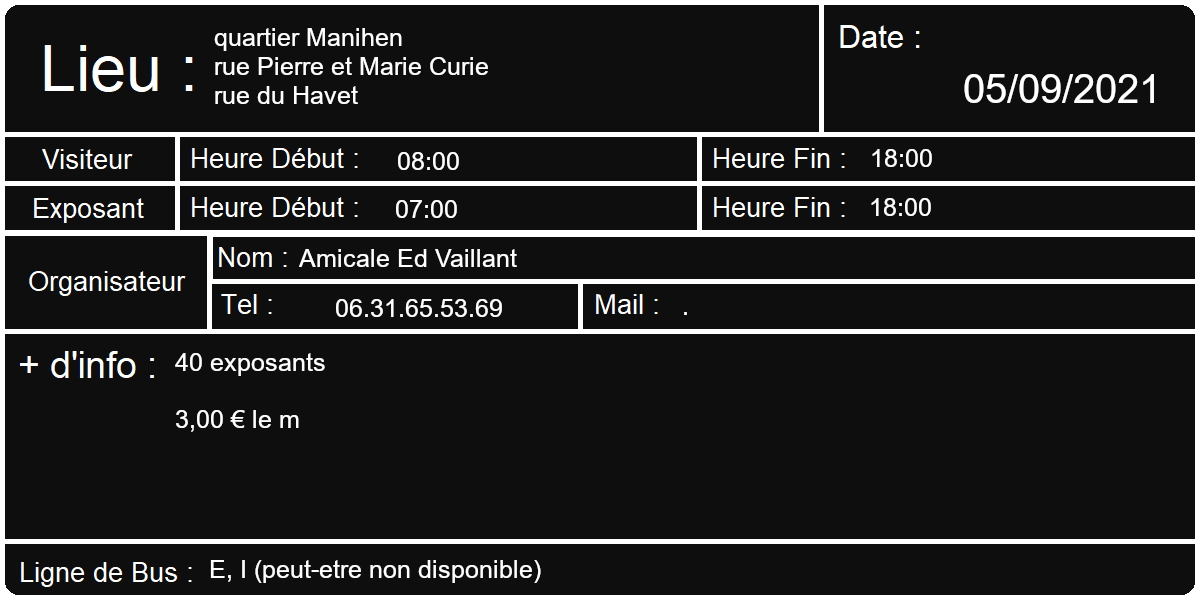 Lieu :
quartier Manihen
rue Pierre et Marie Curie
rue du Havet
Date :
05/09/2021
Visiteur Heure Début : 08:00 Heure Fin : 18:00
Exposant Heure Début : 07:00 Heure Fin : 18:00
Organisateur
Nom : Amicale Ed Vaillant
Tel : 06.31.65.53.69 Mail : .
+ d'info : 40 exposants
3,00 € le m
Ligne de Bus : E, I (peut-etre non disponible)